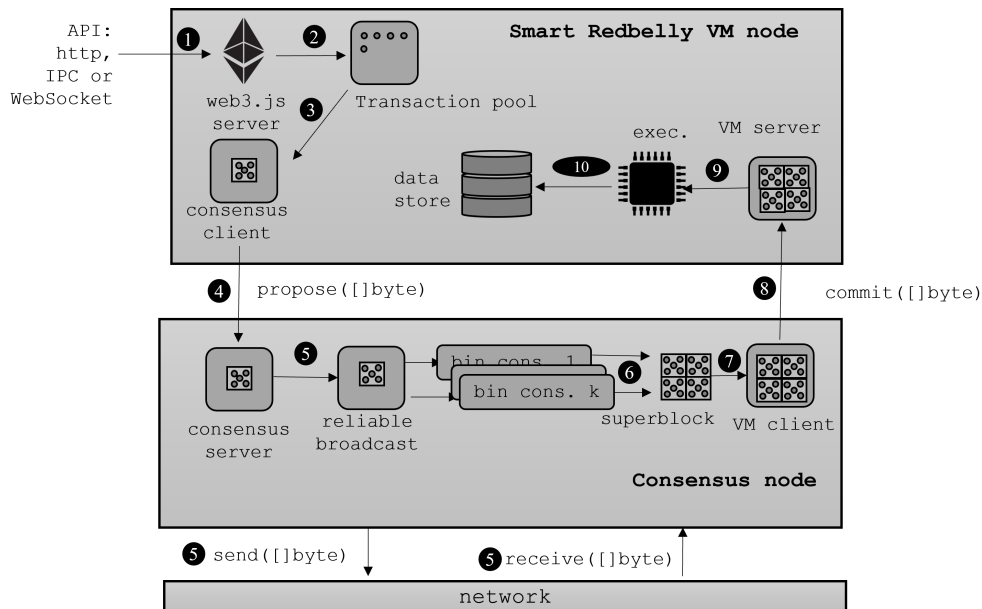 Smart Redbelly VM node
API:
http,
IPC or
WebSocket
1
2
3
web3.js
server
Transaction pool
consensus
client
data
store
10
exec.
9
VM server
4
propose([]byte)
8
commit([]byte)
5
consensus
server
reliable
broadcast
bin cons. 1
bin cons. k
6
superblock
7
VM client
Consensus node
5 send([]byte)
5 receive([]byte)
network